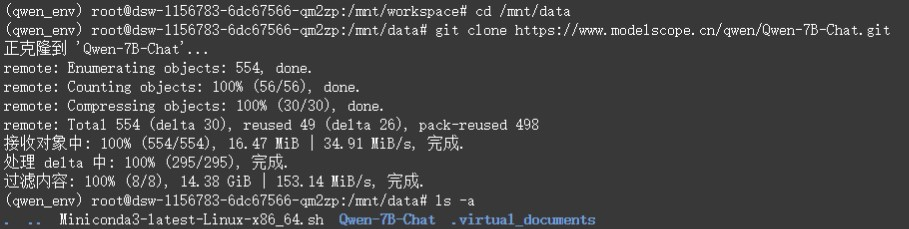 (qwen_env) root@dsw-1156783-6dc67566-qm2zp:/mnt/workspace# cd /mnt/data
(qwen_env) root@dsw-1156783-6dc67566-qm2zp:/mnt/data# git clone https://www.modelscope.cn/qwen/Qwen-7B-Chat.git
正克隆到 'Qwen-7B-Chat'...
remote: Enumerating objects: 554, done.
remote: Counting objects: 100% (56/56), done.
remote: Compressing objects: 100% (30/30), done.
remote: Total 554 (delta 30), reused 49 (delta 26), pack-reused 498
接收对象中: 100% (554/554), 16.47 MiB | 34.91 MiB/s, 完成.
处理 delta 中: 100% (295/295), 完成.
过滤内容: 100% (8/8), 14.38 GiB | 153.14 MiB/s, 完成.
(qwen_env) root@dsw-1156783-6dc67566-qm2zp:/mnt/data# ls -a
. .. Miniconda3-latest-Linux-x86_64.sh Qwen-7B-Chat .virtual_documents